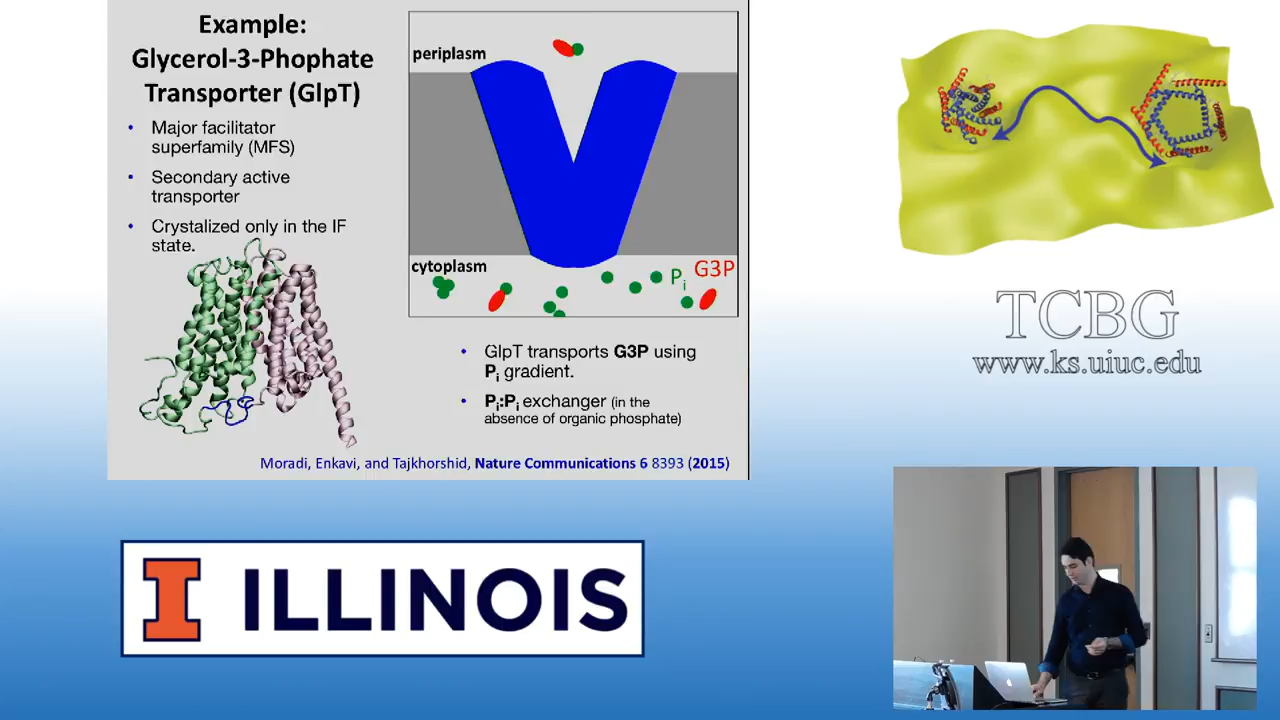 Example:
Glycerol-3-Phophate
Transporter (GlpT)
• Major facilitator
superfamily (MFS)
• Secondary active
transporter
• Crystalized only in the IF
state.
periplasm
cytoplasm
Pi
G3P
• GlpT transports G3P using
Pi gradient.
• Pi:Pi exchanger (in the
absence of organic phosphate)
Moradi, Enkavi, and Tajkhorshid, Nature Communications 6 8393 (2015)
TCBG
www.ks.uiuc.edu
I ILLINOIS